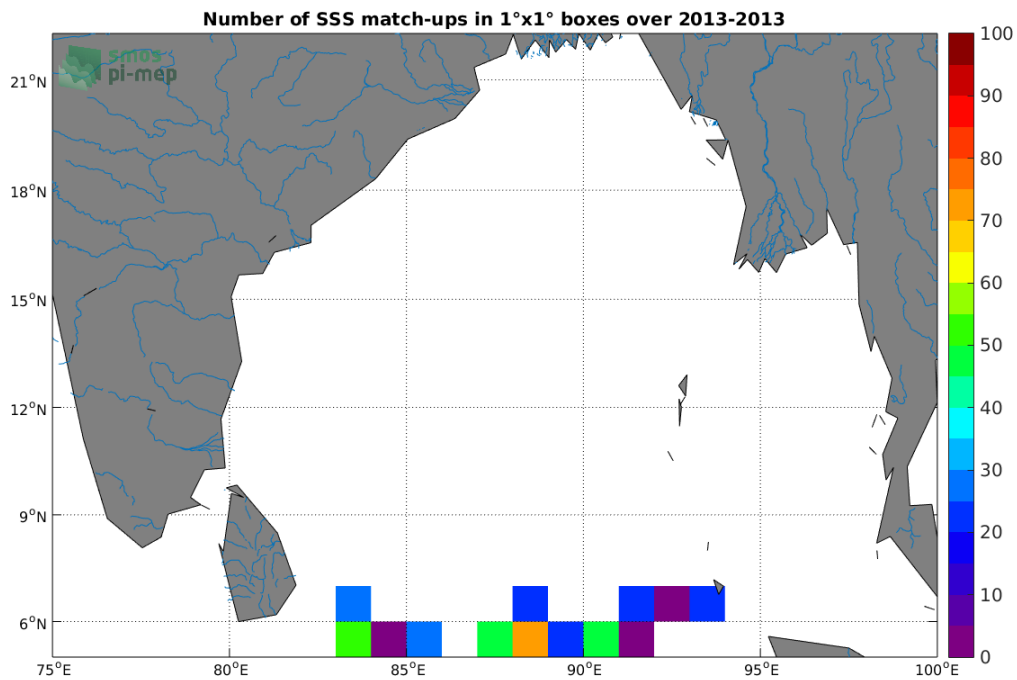 Number of SSS match-ups in 1°x1° boxes over 2013-2013
smos
pi-mep
21°N
18°N
15°N
12°N
9°N
6°N
75°E 80°E 85°E 90°E 95°E 100°E
100
90
80
70
60
50
40
30
20
10
0